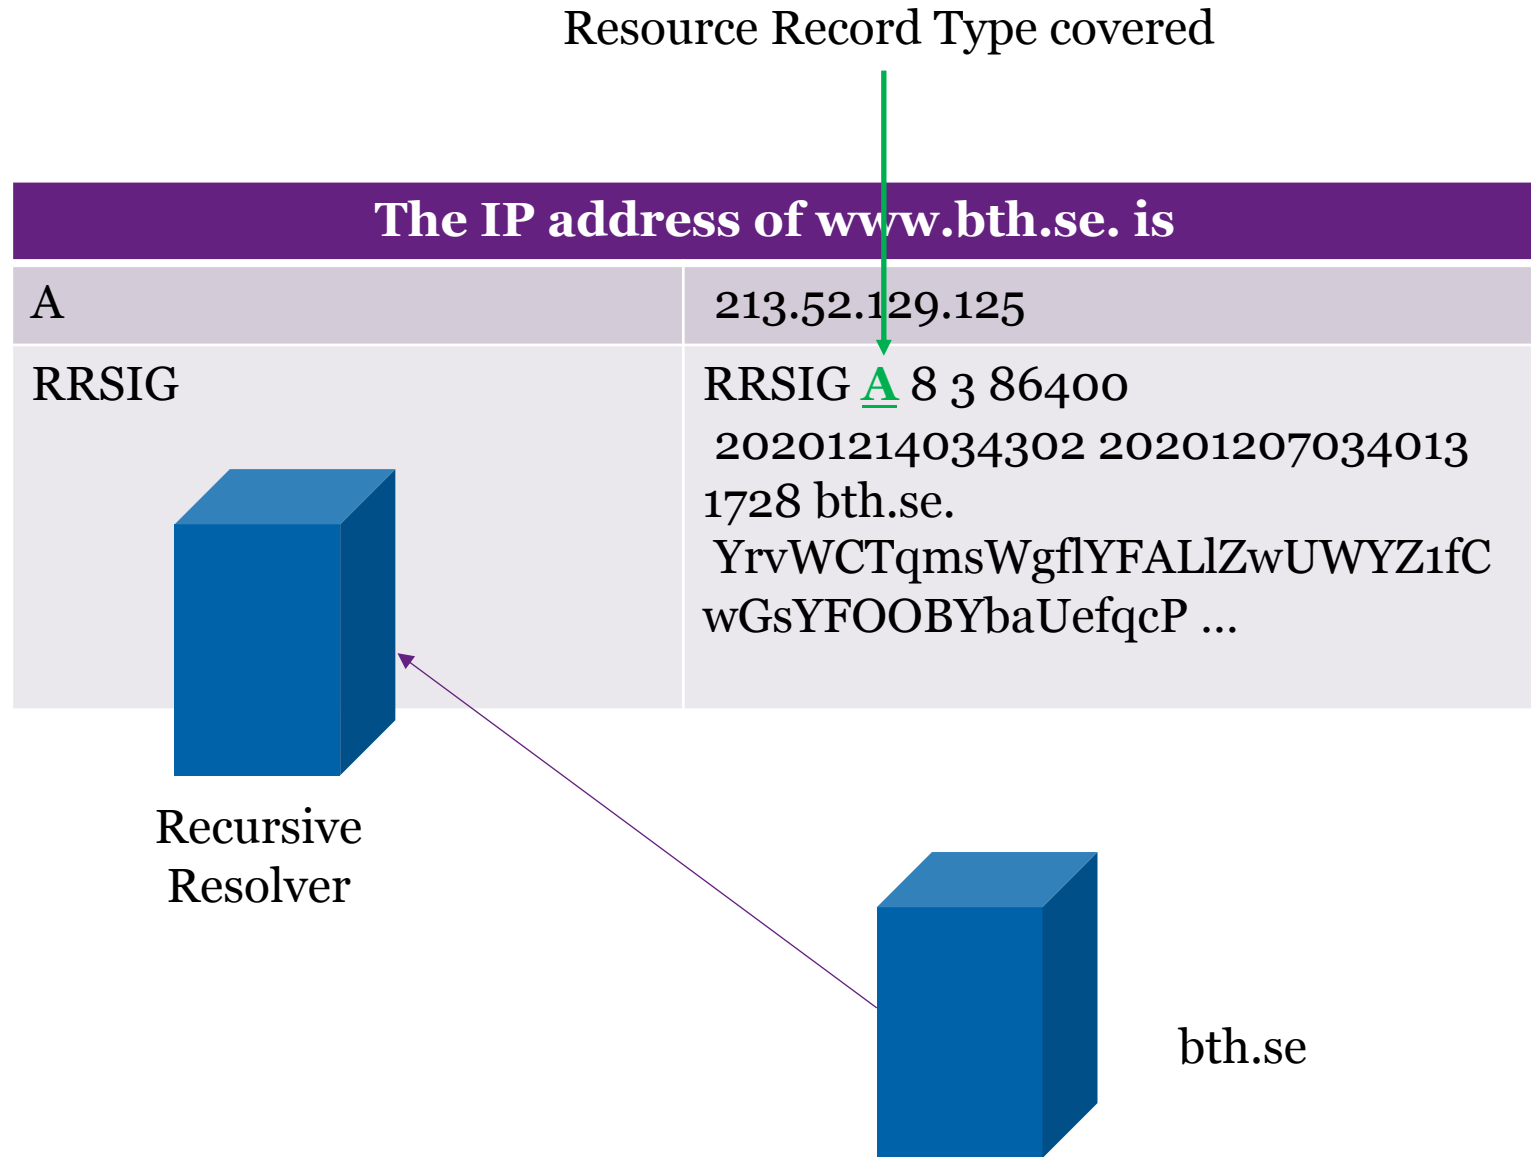 Resource Record Type covered
The IP address of www.bth.se. is
A
213.52.129.125
RRSIG
RRSIG A 8 3 86400
20201214034302 20201207034013
1728 bth.se.
YrvWCTqmsWgflYFALlZwUWYZ1fC
wGsYFOOBYbaUefqcP ...
Recursive
Resolver
bth.se